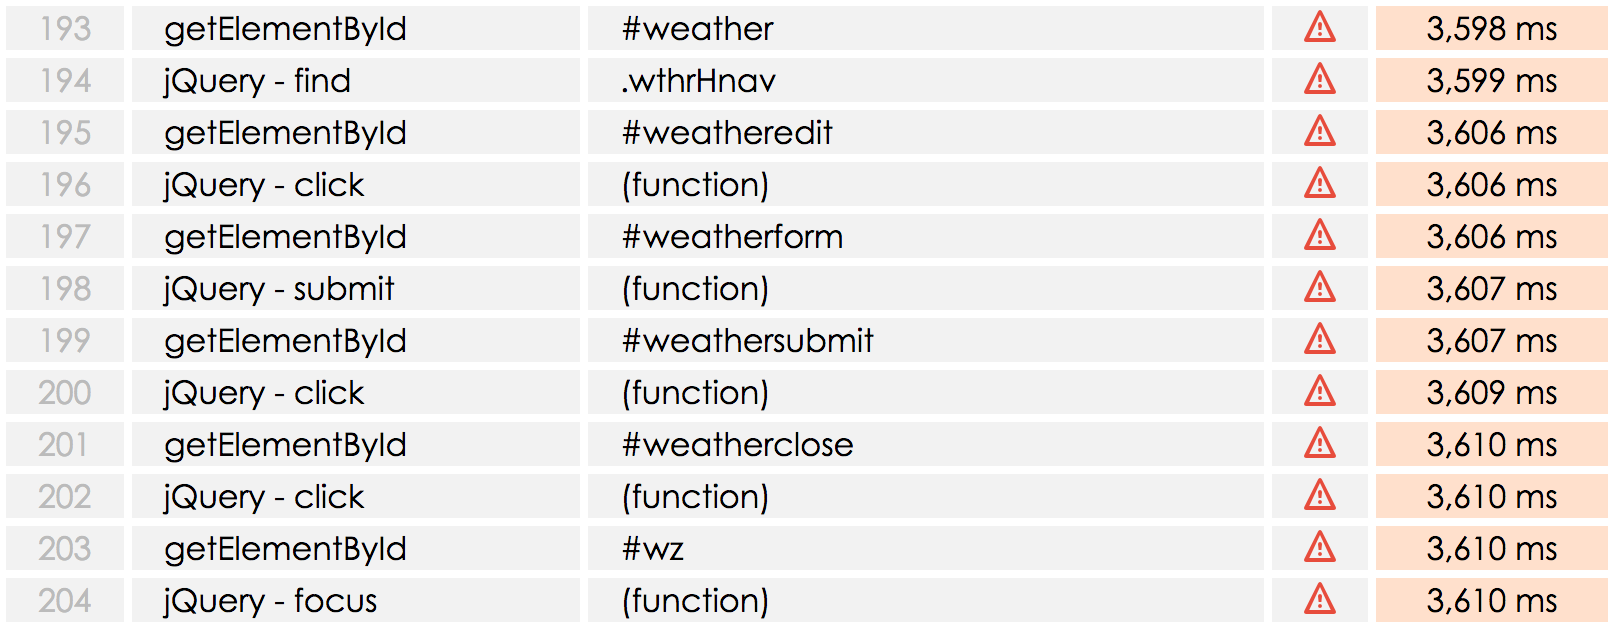 193 getElementById #weather 3,598 ms
194 jQuery - find .wthrHnav 3,599 ms
195 getElementById #weatheredit 3,606 ms
196 jQuery - click (function) 3,606 ms
197 getElementById #weatherform 3,606 ms
198 jQuery - submit (function) 3,607 ms
199 getElementById #weathersubmit 3,607 ms
200 jQuery - click (function) 3,609 ms
201 getElementById #weatherclose 3,610 ms
202 jQuery - click (function) 3,610 ms
203 getElementById #wz 3,610 ms
204 jQuery - focus (function) 3,610 ms